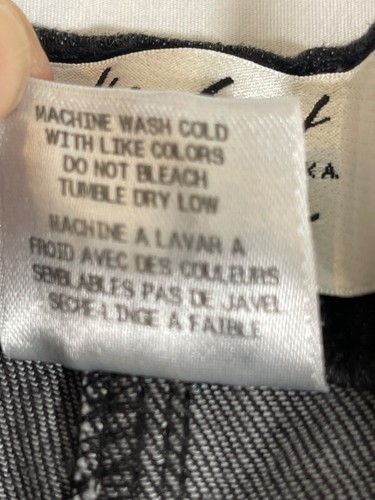 MACHINE WASH COLD
WITH LIKE COLORS
DO NOT BLEACH
TUMBLE DRY LOW
MACHINE A LAVAR A
FROID AVEC DES COULEURS
SEMBLABLES PAS DE JAVEL
SECHE-LINGE A FAIBLE